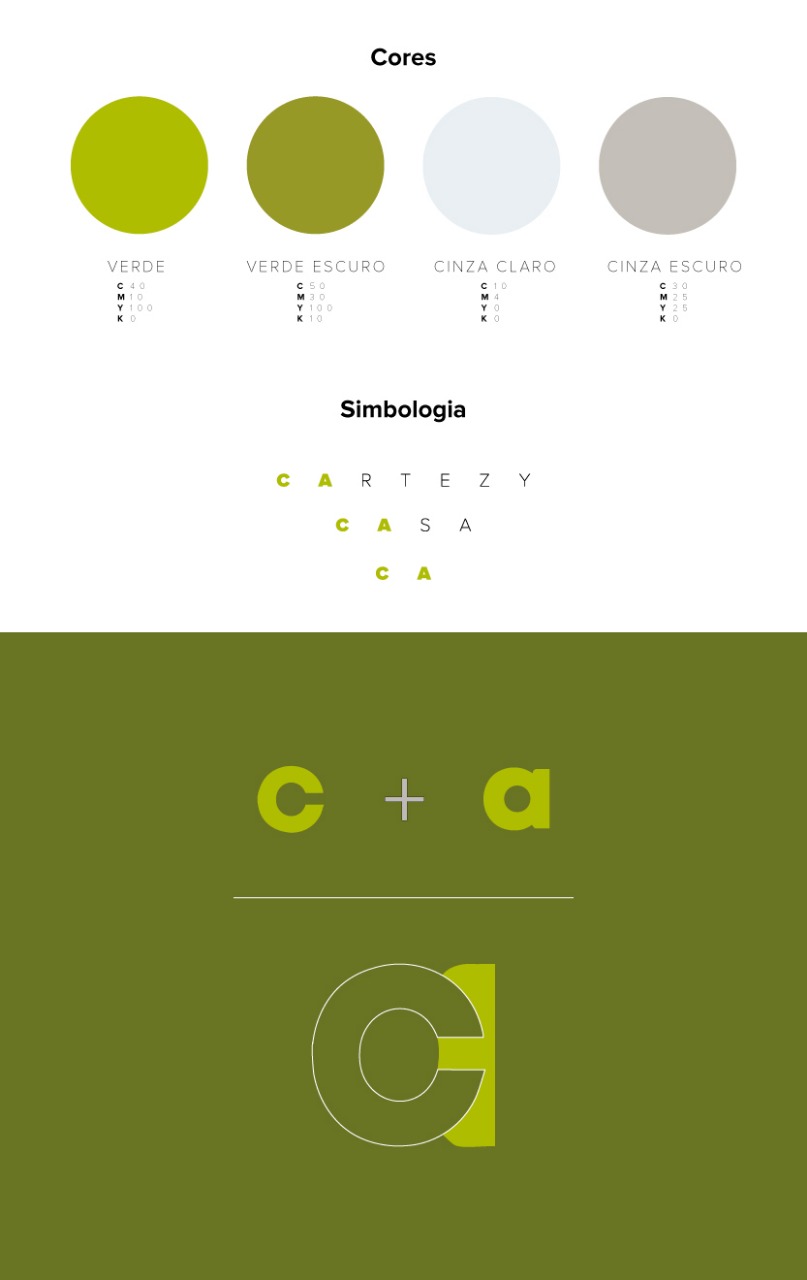 Cores
VERDE
C 40
M 10
Y 100
K 0
VERDE ESCURO
C 50
M 30
Y 100
K 10
CINZA CLARO
C 10
M 4
Y 0
K 0
CINZA ESCURO
C 30
M 25
Y 25
K 0
Simbologia
C A R T E Z Y
C A S A
C A
c + a
ca